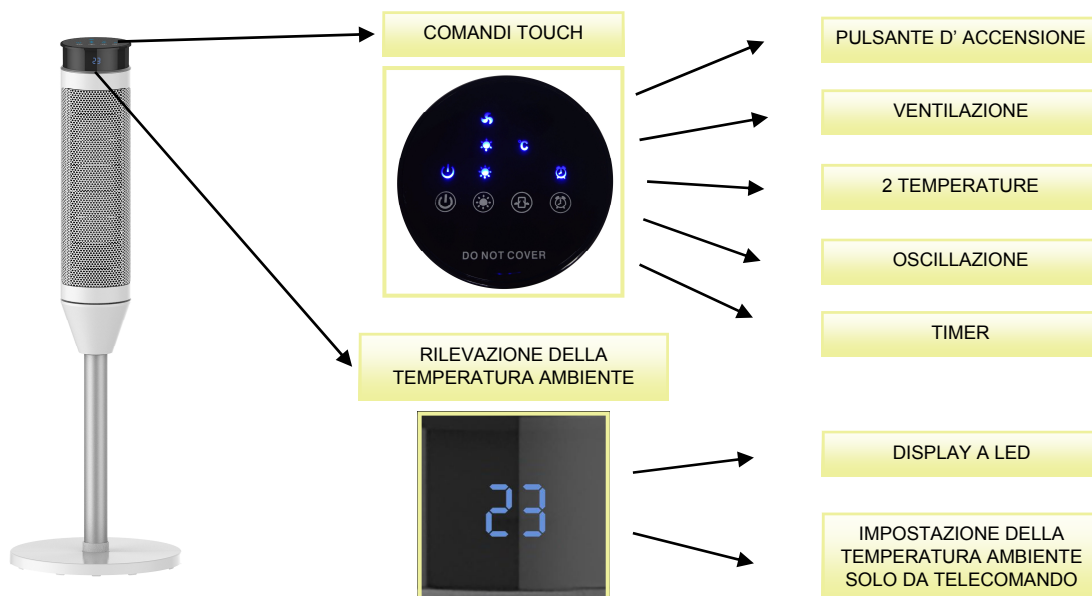 COMANDI TOUCH
PULSANTE D' ACCENSIONE
VENTILAZIONE
°C
2 TEMPERATURE
DO NOT COVER
OSCILLAZIONE
TIMER
23
RILEVAZIONE DELLA
TEMPERATURA AMBIENTE
23
DISPLAY A LED
IMPOSTAZIONE DELLA
TEMPERATURA AMBIENTE
SOLO DA TELECOMANDO